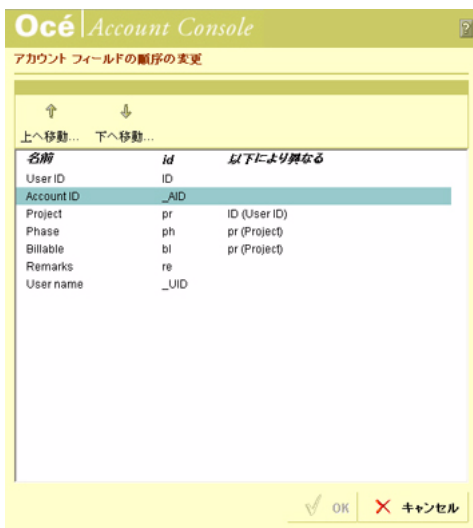 Océ Account Console
アカウント フィールドの順序の変更
上へ移動... 下へ移動...
名前 id 以下により異なる
User ID ID
Account ID _AID
Project pr ID (User ID)
Phase ph pr (Project)
Billable bl pr (Project)
Remarks re
User name _UID
OK キャンセル